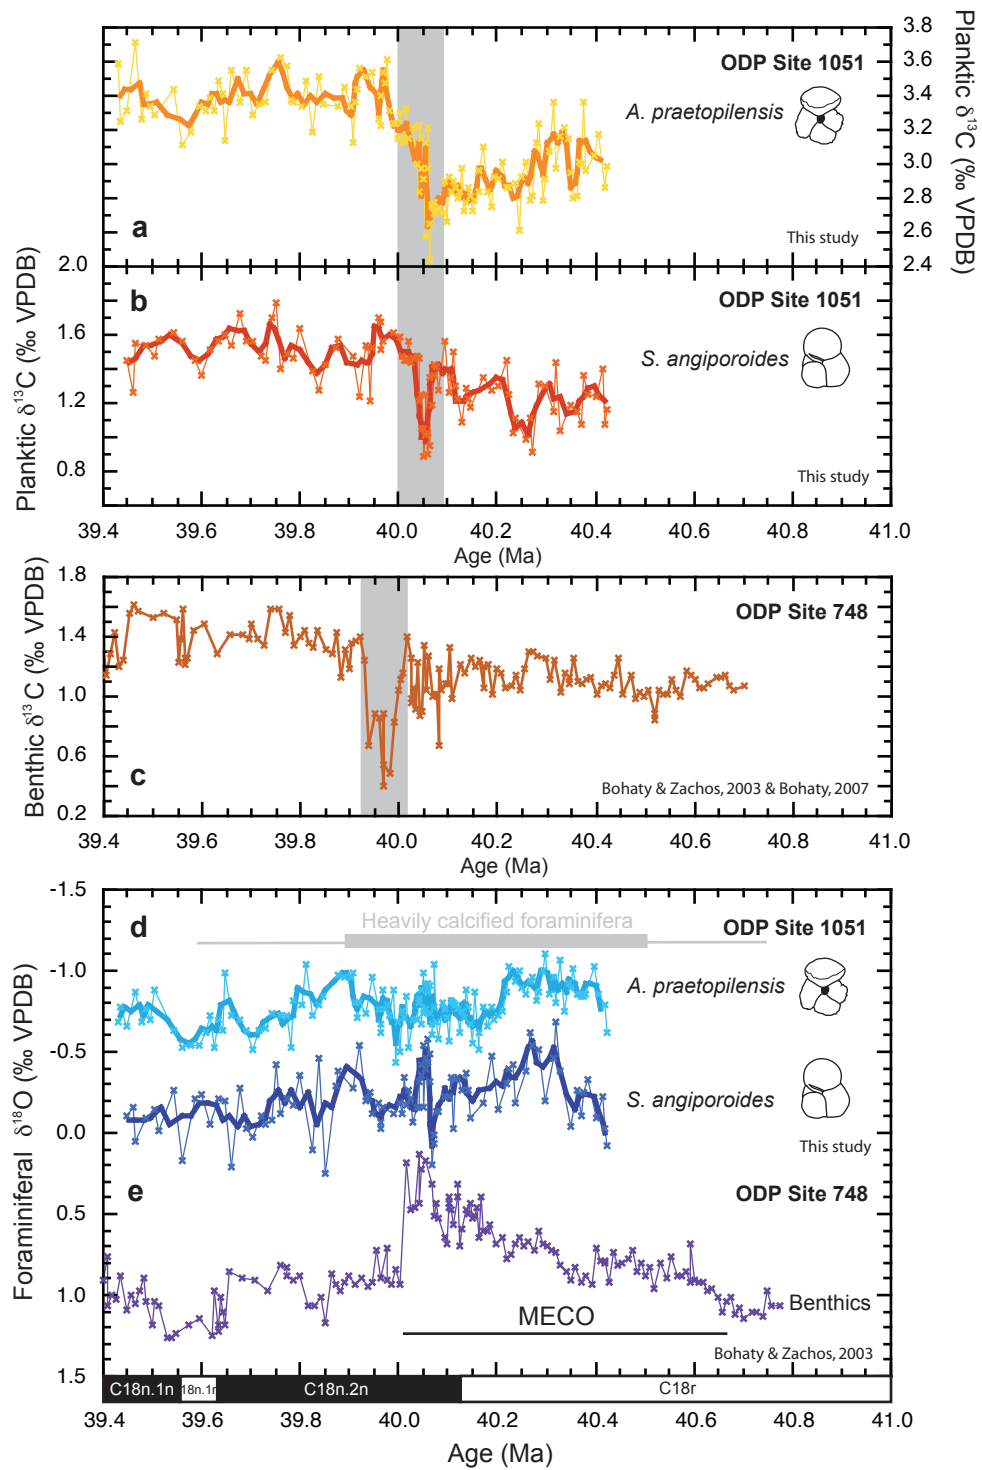 3.8
3.6
3.4
3.2
3.0
2.8
2.6
2.4
Planktic δ13C (‰ VPDB)
ODP Site 1051
A. praetopilensis
a
This study
2.0
1.6
1.2
0.8
Planktic δ13C (‰ VPDB)
b
ODP Site 1051
S. angiporoides
This study
39.4 39.6 39.8 40.0 40.2 40.4 40.6 40.8 41.0
Age (Ma)
1.8
1.4
1.0
0.6
0.2
Benthic δ13 C (‰ VPDB)
ODP Site 748
c
Bohaty & Zachos, 2003 & Bohaty, 2007
39.4 39.6 39.8 40.0 40.2 40.4 40.6 40.8 41.0
Age (Ma)
-1.5
-1.0
-0.5
0.0
0.5
1.0
1.5
Foraminiferal δ18O (‰ VPDB)
d
Heavily calcified foraminifera
ODP Site 1051
A. praetopilensis
S. angiporoides
This study
e
ODP Site 748
Benthics
MECO
Bohaty & Zachos, 2003
C18n.1n 18n.1r C18n.2n C18r
39.4 39.6 39.8 40.0 40.2 40.4 40.6 40.8 41.0
Age (Ma)